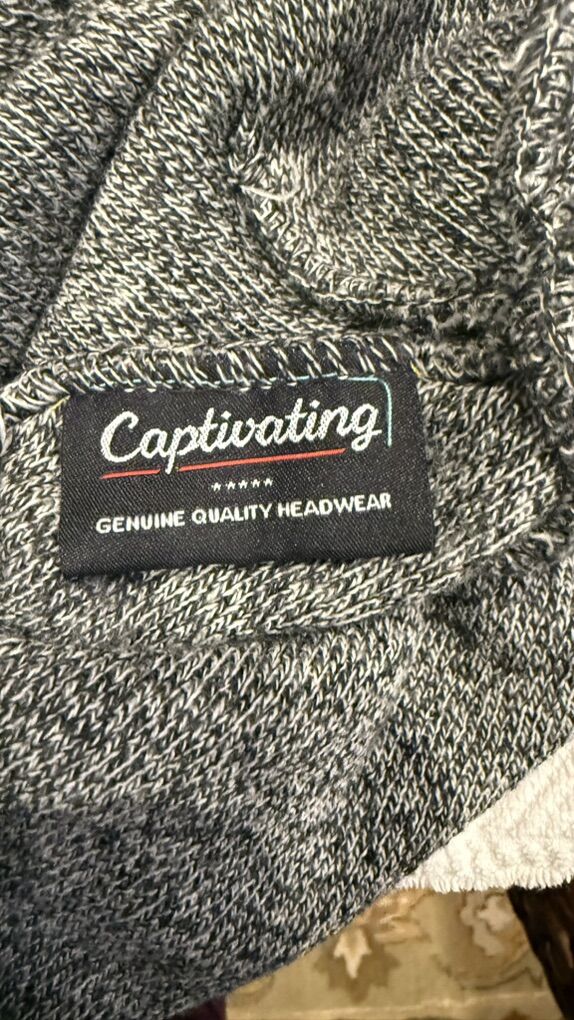 Captivating
★★★★★
GENUINE QUALITY HEADWEAR